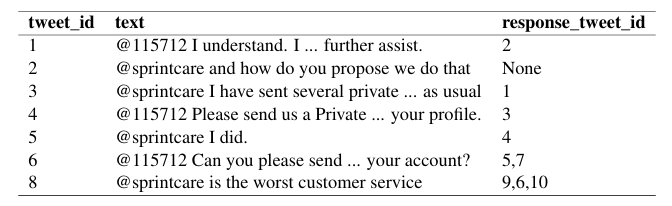 tweet_id text response_tweet_id
1 @115712 I understand. I ... further assist. 2
2 @sprintcare and how do you propose we do that None
3 @sprintcare I have sent several private ... as usual 1
4 @115712 Please send us a Private ... your profile. 3
5 @sprintcare I did. 4
6 @115712 Can you please send ... your account? 5,7
8 @sprintcare is the worst customer service 9,6,10